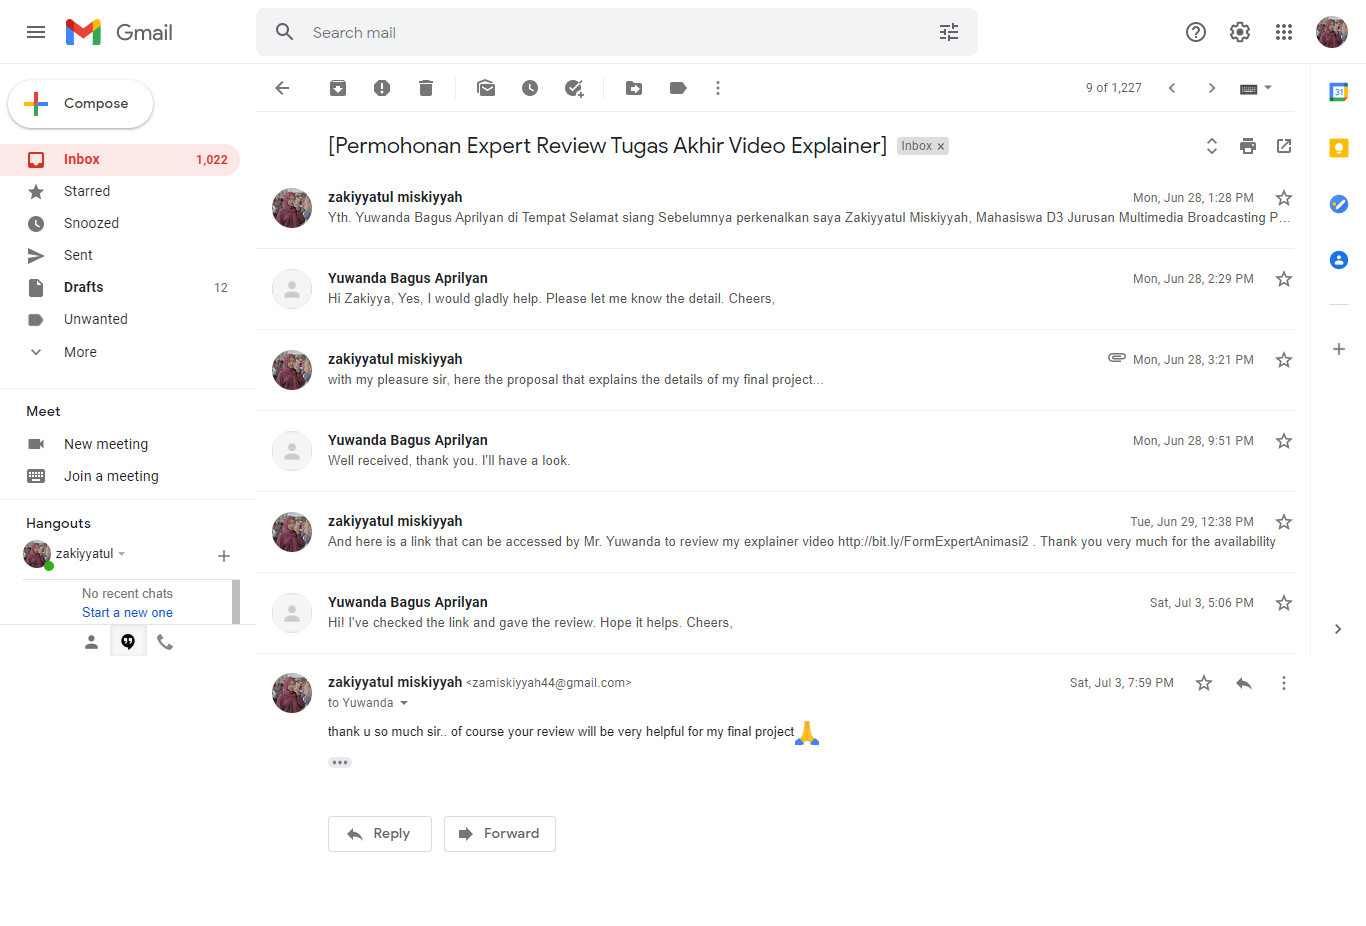 Gmail
Search mail
Compose
9 of 1,227
31
Inbox 1,022
Starred
Snoozed
Sent
Drafts 12
Unwanted
More
Meet
New meeting
Join a meeting
Hangouts
zakiyyatul
No recent chats
Start a new one
[Permohonan Expert Review Tugas Akhir Video Explainer] Inbox ×
zakiyyatul miskiyyah Mon, Jun 28, 1:28 PM
Yth. Yuwanda Bagus Aprilyan di Tempat Selamat siang Sebelumnya perkenalkan saya Zakiyyatul Miskiyyah, Mahasiswa D3 Jurusan Multimedia Broadcasting P...
Yuwanda Bagus Aprilyan Mon, Jun 28, 2:29 PM
Hi Zakiyya, Yes, I would gladly help. Please let me know the detail. Cheers,
zakiyyatul miskiyyah Mon, Jun 28, 3:21 PM
with my pleasure sir, here the proposal that explains the details of my final project...
Yuwanda Bagus Aprilyan Mon, Jun 28, 9:51 PM
Well received, thank you. I'll have a look.
zakiyyatul miskiyyah Tue, Jun 29, 12:38 PM
And here is a link that can be accessed by Mr. Yuwanda to review my explainer video http://bit.ly/FormExpertAnimasi2 . Thank you very much for the availability
Yuwanda Bagus Aprilyan Sat, Jul 3, 5:06 PM
Hi! I've checked the link and gave the review. Hope it helps. Cheers,
zakiyyatul miskiyyah <zamiskiyyah44@gmail.com> Sat, Jul 3, 7:59 PM
to Yuwanda
thank u so much sir.. of course your review will be very helpful for my final project🙏
Reply
Forward